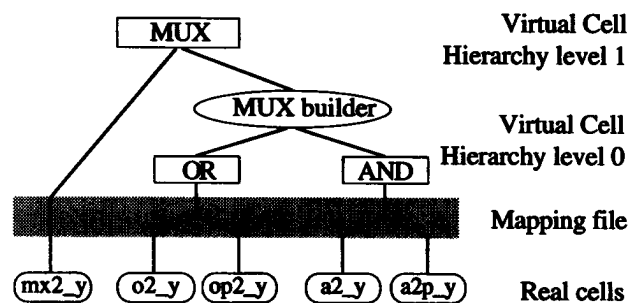 MUX
Virtual Cell
Hierarchy level 1
MUX builder
Virtual Cell
Hierarchy level 0
OR
AND
Mapping file
mx2_y
o2_y
op2_y
a2_y
a2p_y
Real cells